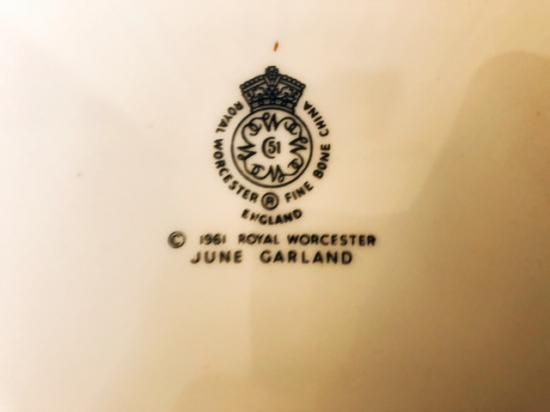 ROYAL WORCESTER ® FINE BONE CHINA
51
ENGLAND
© 1961 ROYAL WORCESTER
JUNE GARLAND